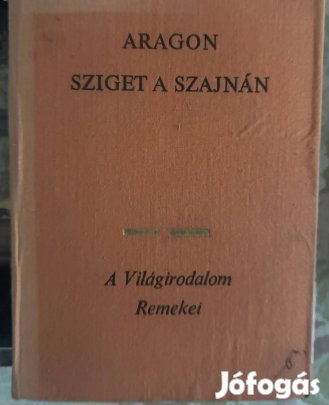 ARAGON
SZIGET A SZAJNÁN
A Világirodalom
Remekei
Jófogás